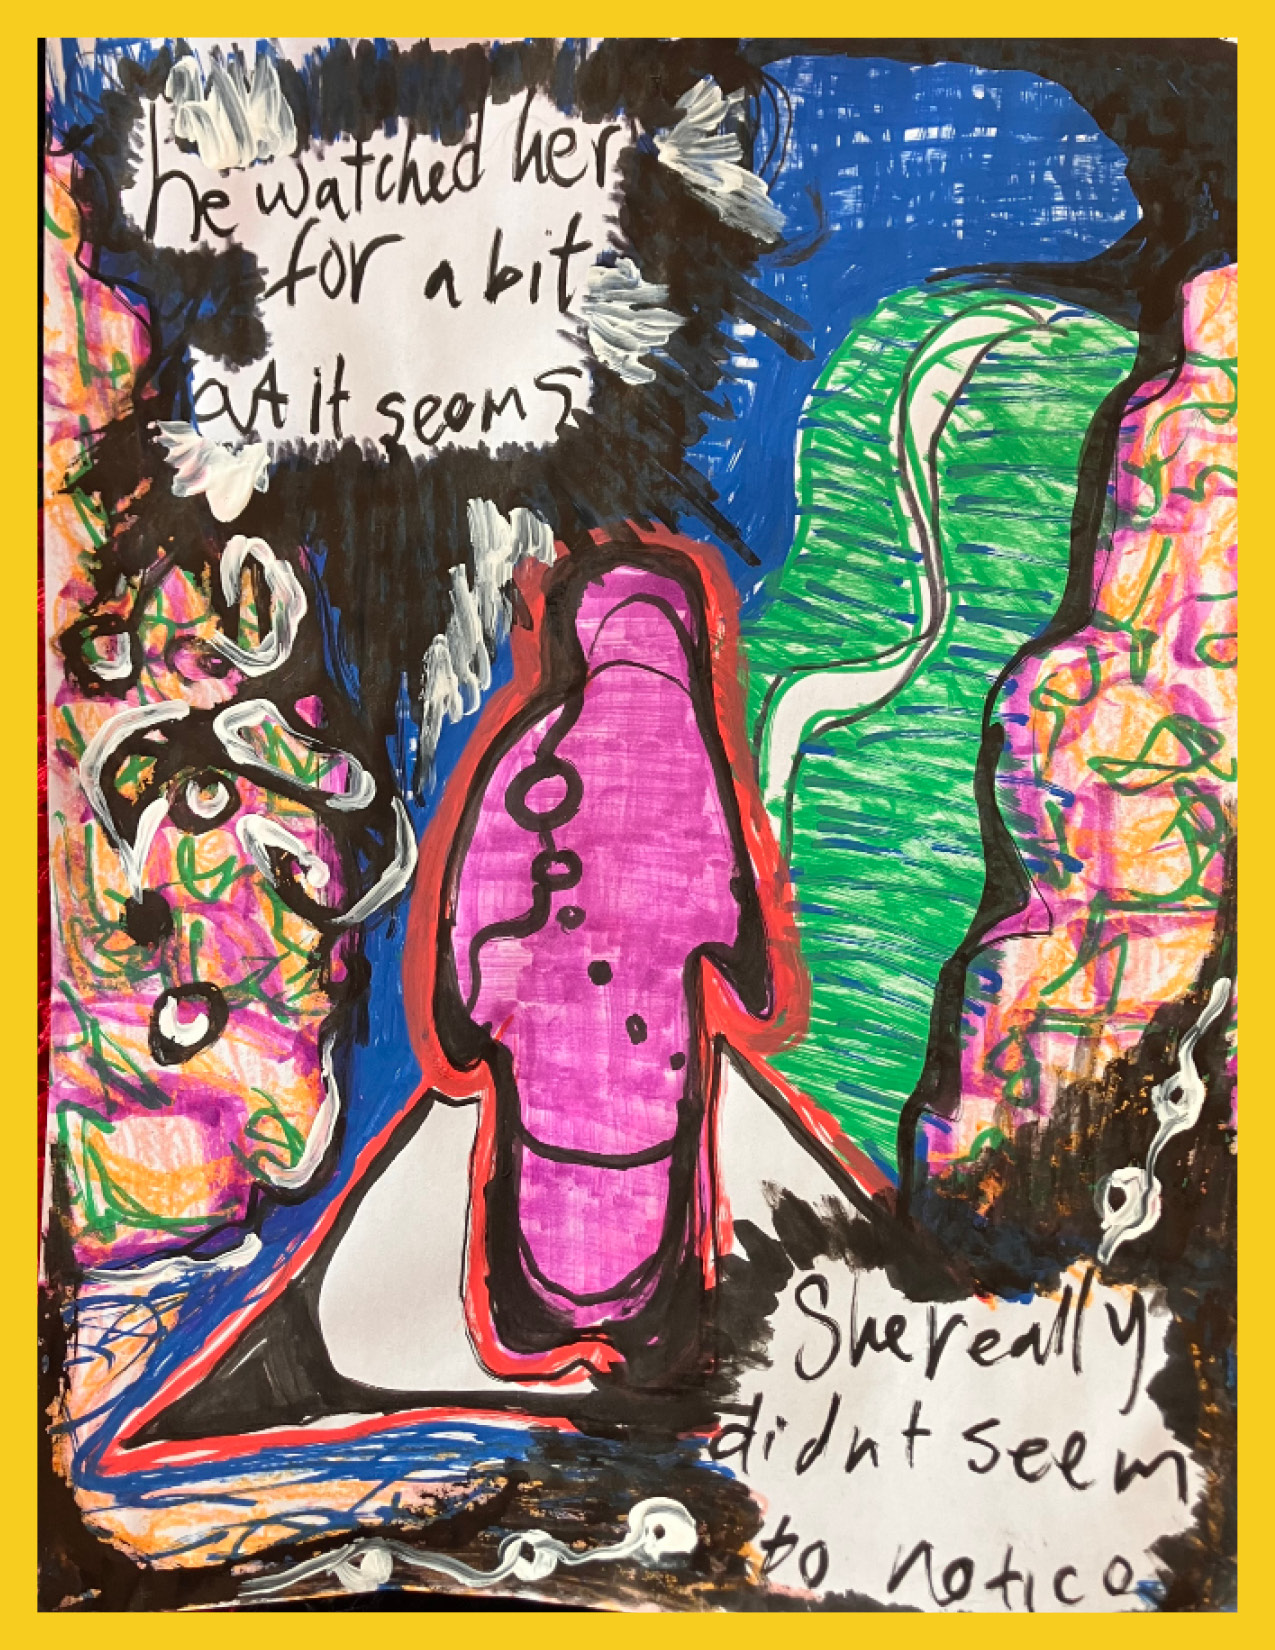 he watched her
for a bit
at it seems
She really
didnt seem
to notice